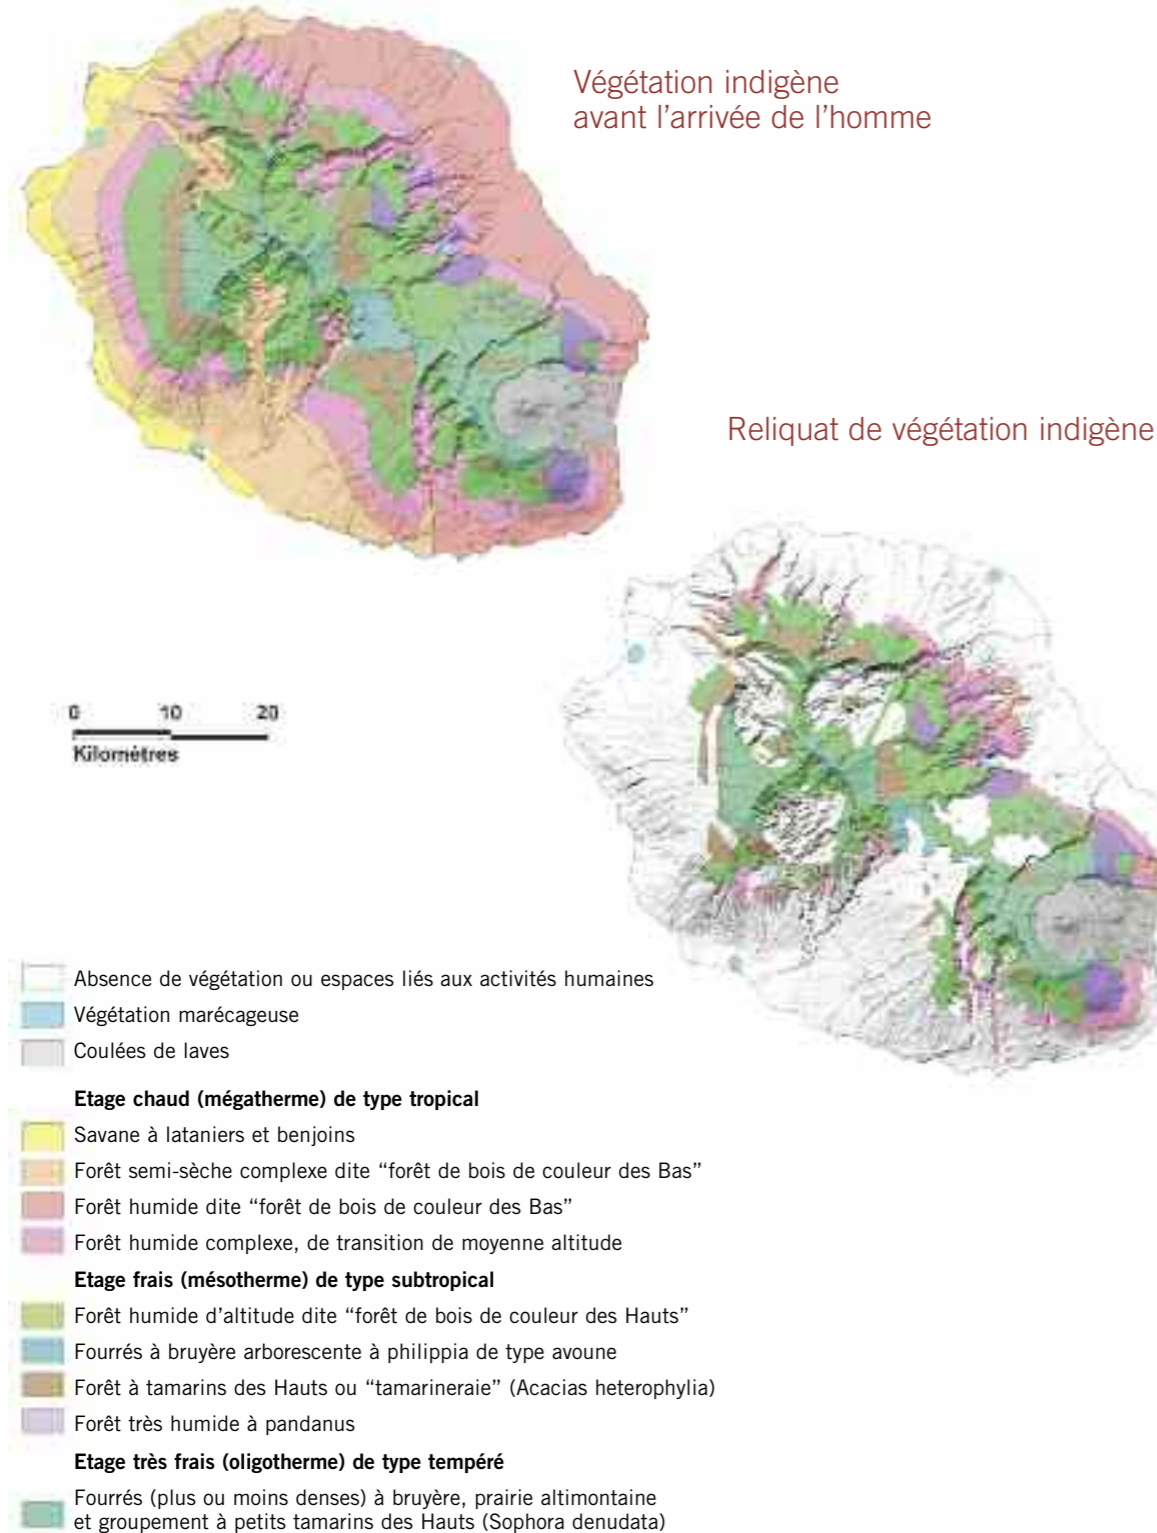 Végétation indigène
avant l'arrivée de l'homme
Reliquat de végétation indigène
0 10 20
Kilomètres
Absence de végétation ou espaces liés aux activités humaines
Végétation marécageuse
Coulées de laves
Etage chaud (mégatherme) de type tropical
Savane à lataniers et benjoins
Forêt semi-sèche complexe dite “forêt de bois de couleur des Bas”
Forêt humide dite “forêt de bois de couleur des Bas”
Forêt humide complexe, de transition de moyenne altitude
Etage frais (mésotherme) de type subtropical
Forêt humide d'altitude dite “forêt de bois de couleur des Hauts”
Fourrés à bruyère arborescente à philippia de type avoune
Forêt à tamarins des Hauts ou “tamarineraie” (Acacias heterophylia)
Forêt très humide à pandanus
Etage très frais (oligotherme) de type tempéré
Fourrés (plus ou moins denses) à bruyère, prairie altimontaine
et groupement à petits tamarins des Hauts (Sophora denudata)